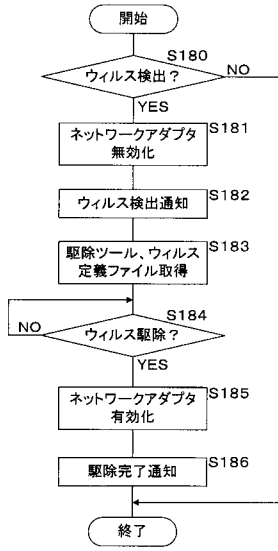 開始
S180
ウィルス検出?
NO
YES
S181
ネットワークアダプタ
無効化
S182
ウィルス検出通知
S183
駆除ツール、ウィルス
定義ファイル取得
S184
ウィルス駆除?
NO
YES
S185
ネットワークアダプタ
有効化
S186
駆除完了通知
終了